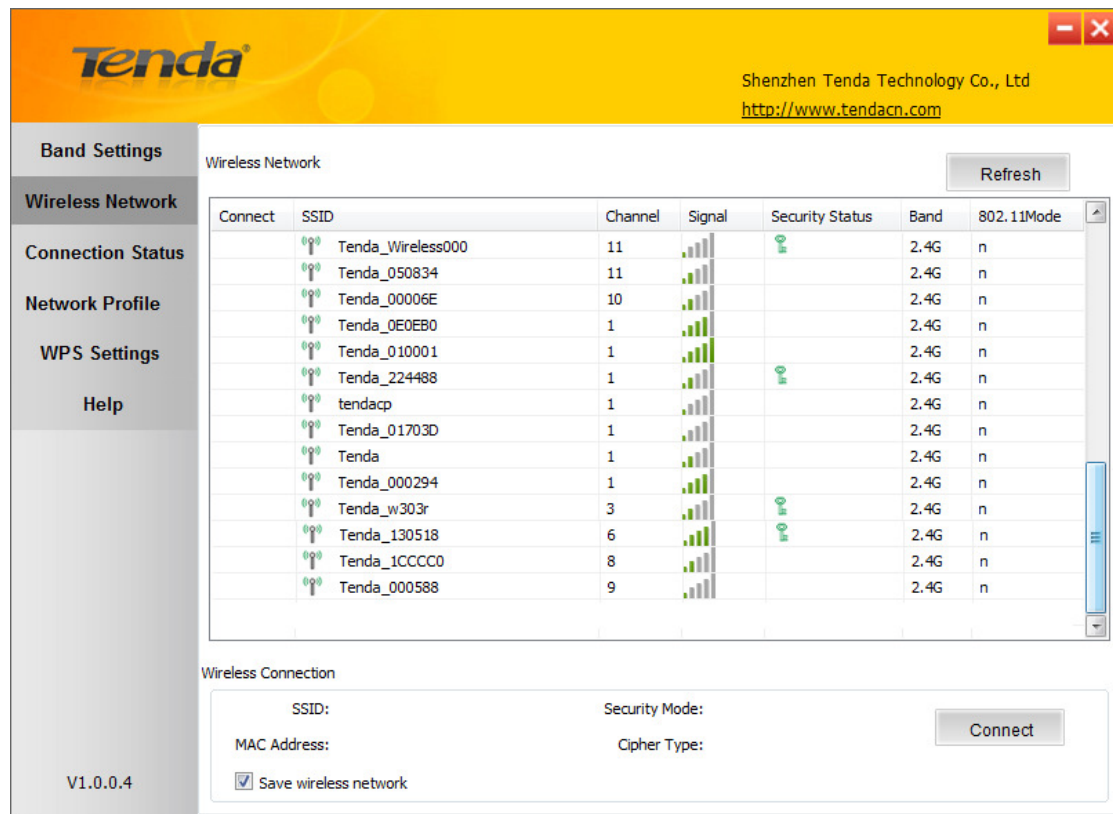 Tenda®
Shenzhen Tenda Technology Co., Ltd
http://www.tendacn.com
Band Settings
Wireless Network
Connection Status
Network Profile
WPS Settings
Help
V1.0.0.4
Wireless Network
Refresh
Connect SSID Channel Signal Security Status Band 802.11Mode
Tenda_Wireless000 11 2.4G n
Tenda_050834 11 2.4G n
Tenda_00006E 10 2.4G n
Tenda_0E0EB0 1 2.4G n
Tenda_010001 1 2.4G n
Tenda_224488 1 2.4G n
tendacp 1 2.4G n
Tenda_01703D 1 2.4G n
Tenda 1 2.4G n
Tenda_000294 1 2.4G n
Tenda_w303r 3 2.4G n
Tenda_130518 6 2.4G n
Tenda_1CCCC0 8 2.4G n
Tenda_000588 9 2.4G n
Wireless Connection
SSID: Security Mode:
MAC Address: Cipher Type:
Connect
Save wireless network